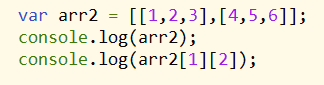 var arr2 = [[1,2,3],[4,5,6]];
console.log(arr2);
console.log(arr2[1][2]);